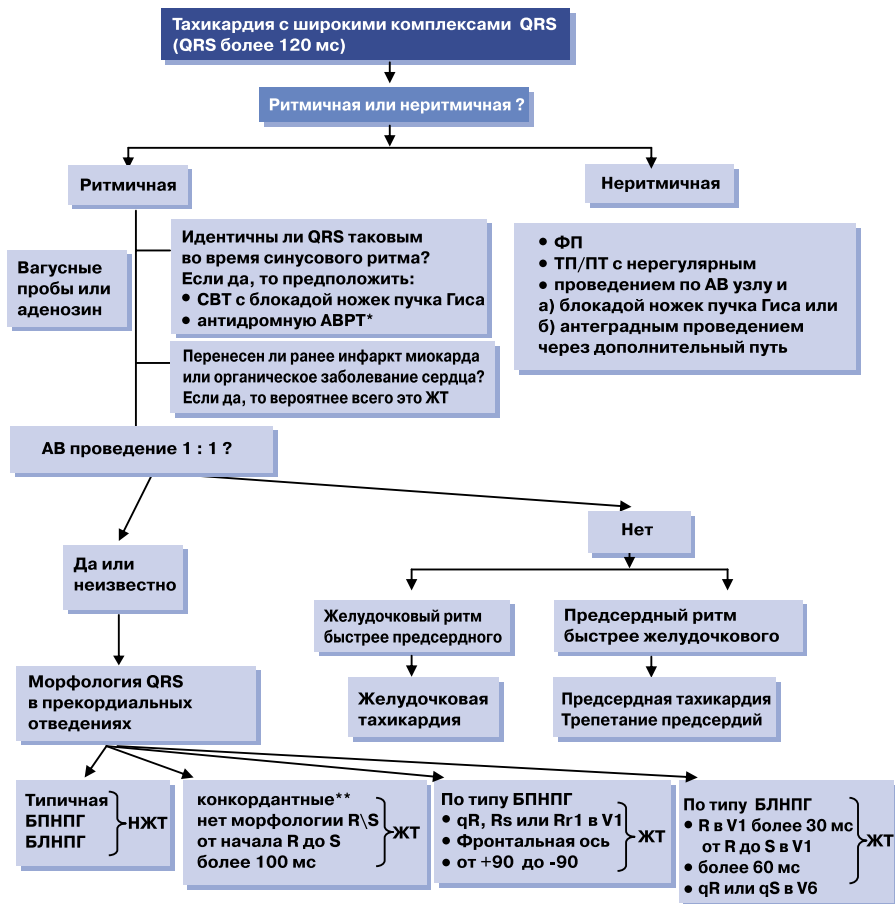 Тахикардия с широкими комплексами QRS
(QRS более 120 мс)
Ритмичная или неритмичная ?
Ритмичная
Неритмичная
Вагусные
пробы или
аденозин
Идентичны ли QRS таковым
во время синусового ритма?
Если да, то предположить:
• СВТ с блокадой ножек пучка Гиса
• антидромную АВРТ*
• ФП
• ТП/ПТ с нерегулярным
• проведением по АВ узлу и
а) блокадой ножек пучка Гиса или
б) антеградным проведением
через дополнительный путь
Перенесен ли ранее инфаркт миокарда
или органическое заболевание сердца?
Если да, то вероятнее всего это ЖТ
АВ проведение 1 : 1 ?
Да или
неизвестно
Нет
Желудочковый ритм
быстрее предсердного
Предсердный ритм
быстрее желудочкового
Желудочковая
тахикардия
Предсердная тахикардия
Трепетание предсердий
Морфология QRS
в прекордиальных
отведениях
Типичная
БПНПГ
БЛНПГ
НЖТ
конкордантные**
нет морфологии R\S
от начала R до S
более 100 мс
ЖТ
По типу БПНПГ
• qR, Rs или Rr1 в V1
• Фронтальная ось
• от +90 до -90
ЖТ
По типу БЛНПГ
• R в V1 более 30 мс
от R до S в V1
• более 60 мс
• qR или qS в V6
ЖТ